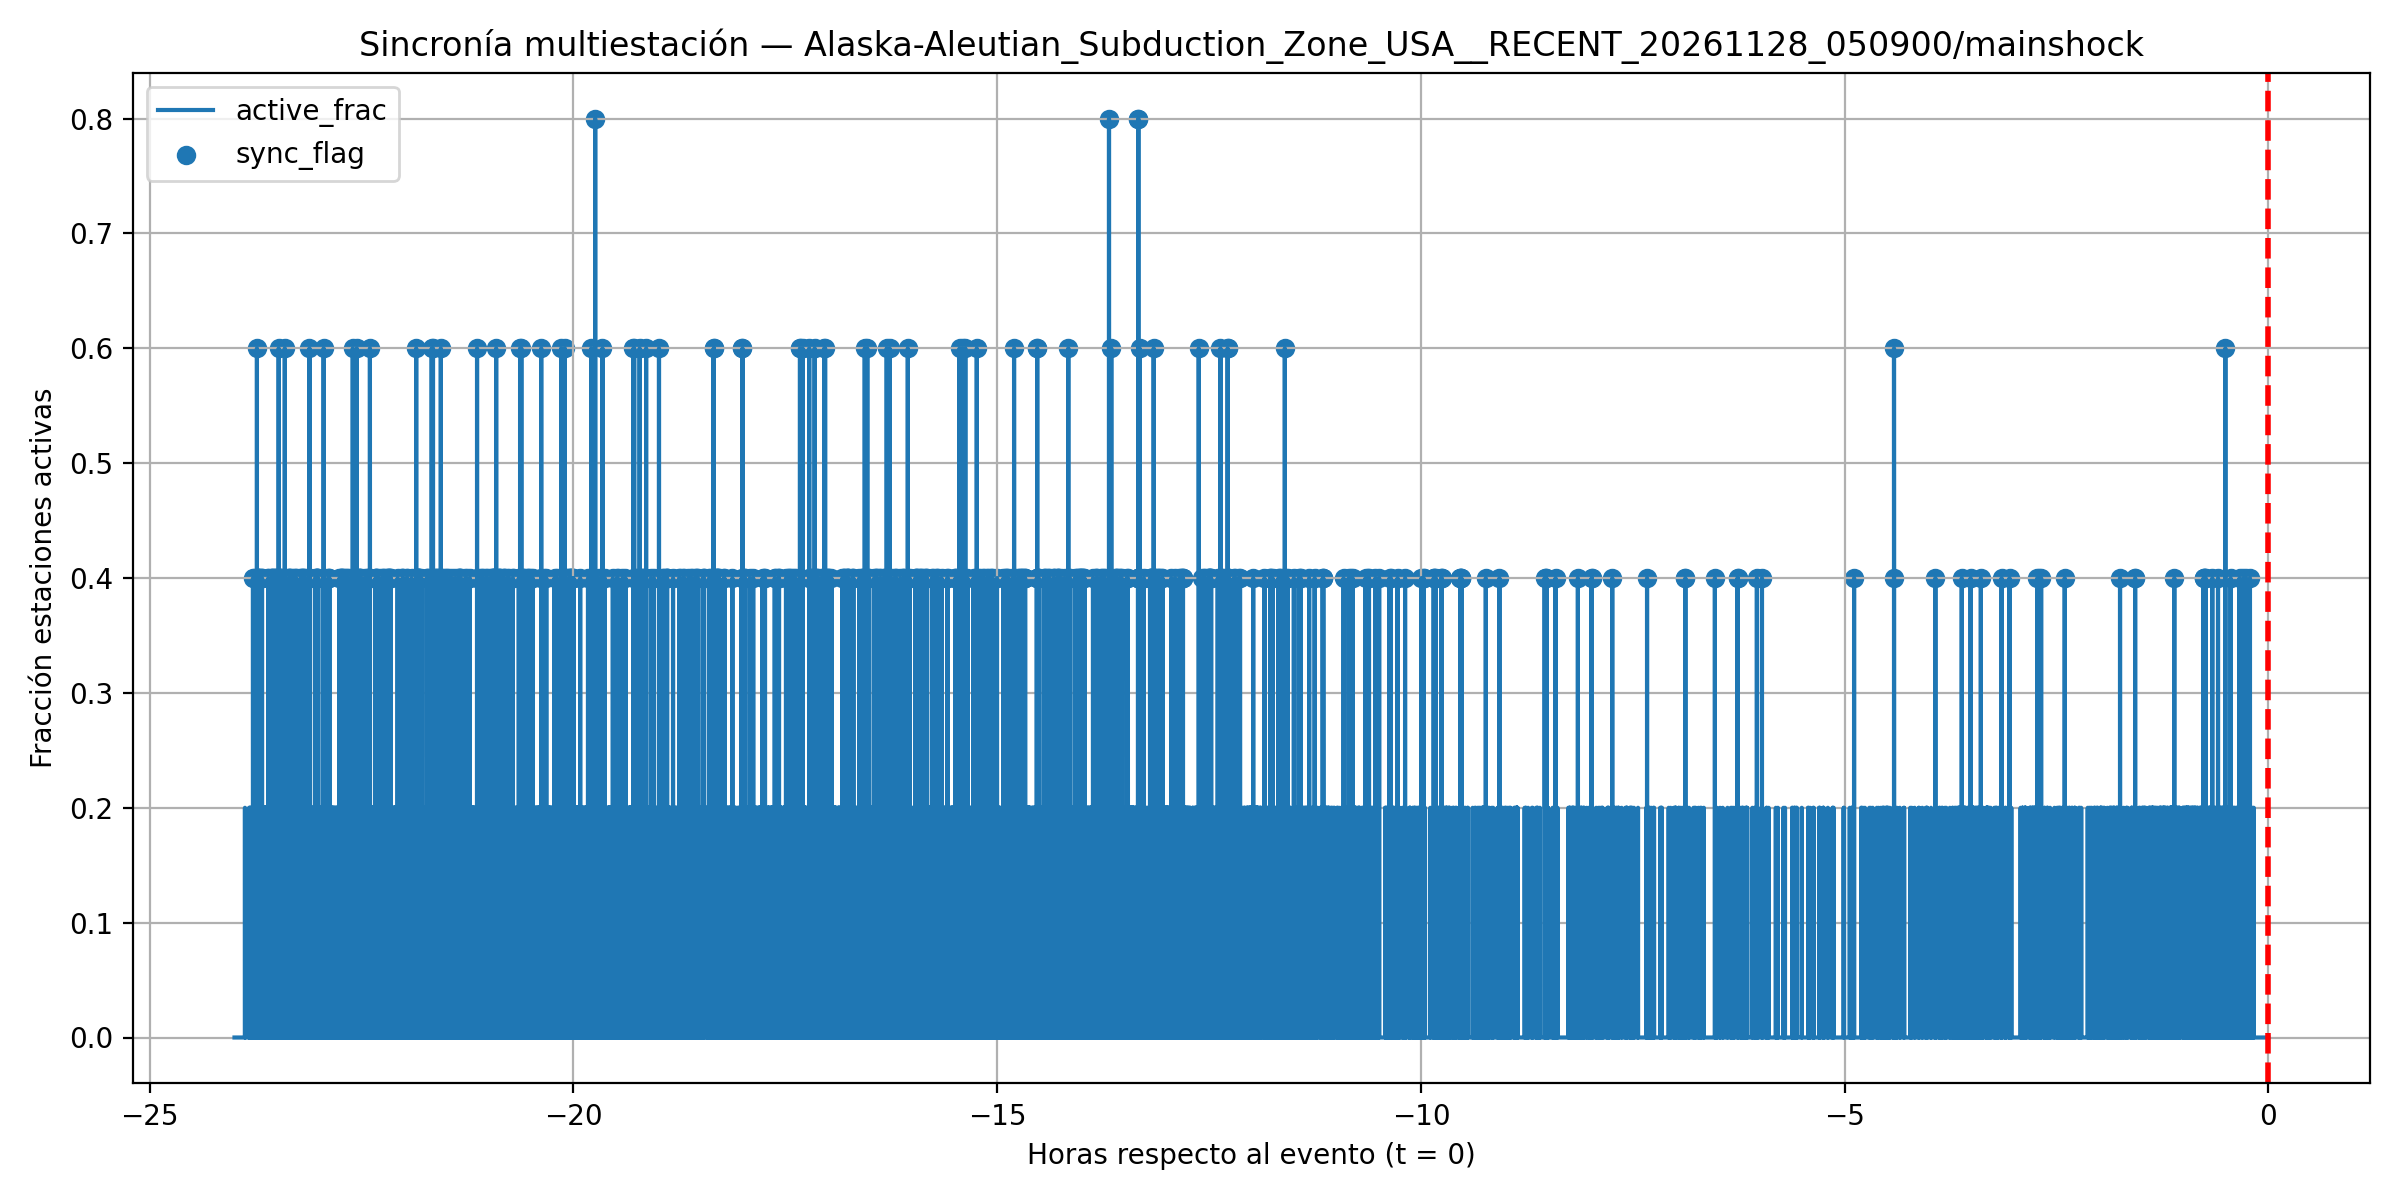 Sincronía multiestación — Alaska-Aleutian_Subduction_Zone_USA__RECENT_20261128_050900/mainshock
active_frac
sync_flag
Fracción estaciones activas
0.8
0.7
0.6
0.5
0.4
0.3
0.2
0.1
0.0
−25 −20 −15 −10 −5 0
Horas respecto al evento (t = 0)